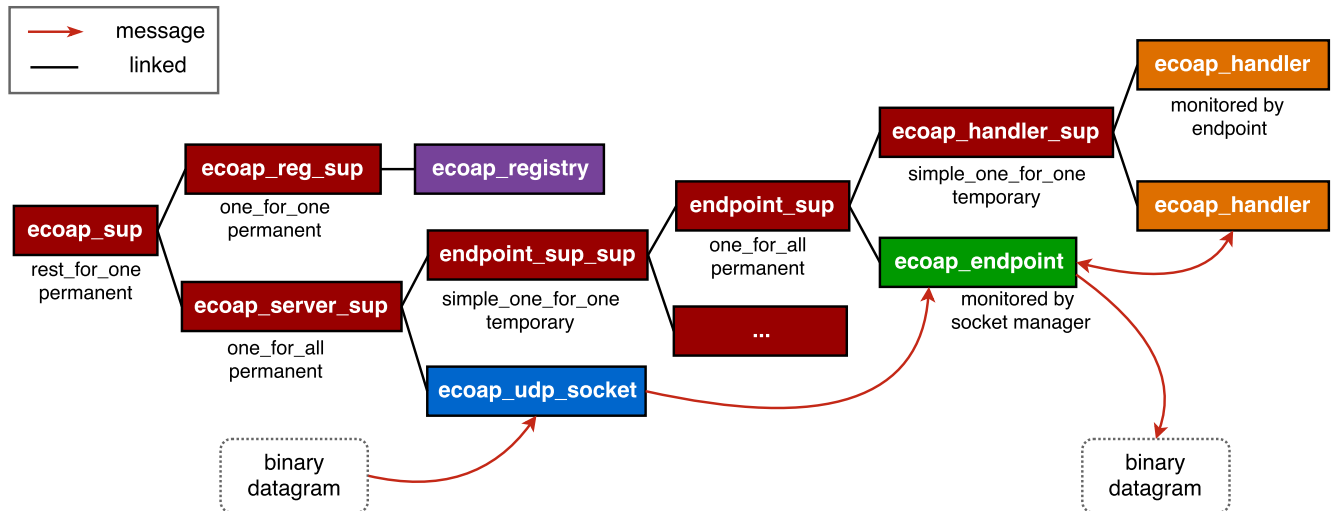 message
linked
ecoap_sup
rest_for_one
permanent
ecoap_reg_sup
one_for_one
permanent
ecoap_registry
ecoap_server_sup
one_for_all
permanent
endpoint_sup_sup
simple_one_for_one
temporary
ecoap_udp_socket
binary
datagram
endpoint_sup
one_for_all
permanent
...
ecoap_handler_sup
simple_one_for_one
temporary
ecoap_endpoint
monitored by
socket manager
ecoap_handler
monitored by
endpoint
ecoap_handler
binary
datagram